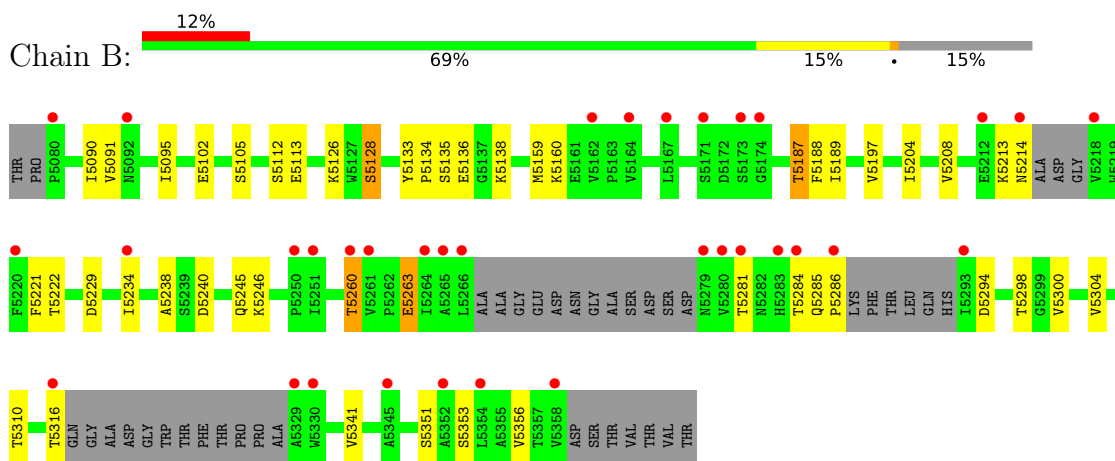 12%
Chain B:
69% 15% • 15%
THR PRO P5080 I5090 V5091 N5092 I5095 E5102 S5105 S5112 E5113 K5126 W5127 S5128 Y5133 P5134 S5135 E5136 G5137 K5138 M5159 K5160 E5161 V5162 P5163 V5164 L5167 S5171 D5172 S5173 G5174 T5187 F5188 I5189 V5197 I5204 V5208 E5212 K5213 N5214 ALA ASP GLY V5218 W5219
F5220 F5221 T5222 D5229 I5234 A5238 S5239 D5240 Q5245 K5246 P5250 I5251 T5260 V5261 P5262 E5263 I5264 A5265 L5266 ALA ALA GLY GLU ASP ASN GLY ALA SER ASP SER ASP N5279 V5280 T5281 N5282 H5283 T5284 Q5285 P5286 LYS PHE THR LEU GLN HIS I5293 D5294 T5298 G5299 V5300 V5304
T5310 T5316 GLN GLY ALA ASP GLY TRP THR PHE THR PRO PRO ALA A5329 W5330 V5341 A5345 S5351 A5352 S5353 L5354 A5355 V5356 T5357 V5358 ASP SER THR VAL THR VAL THR